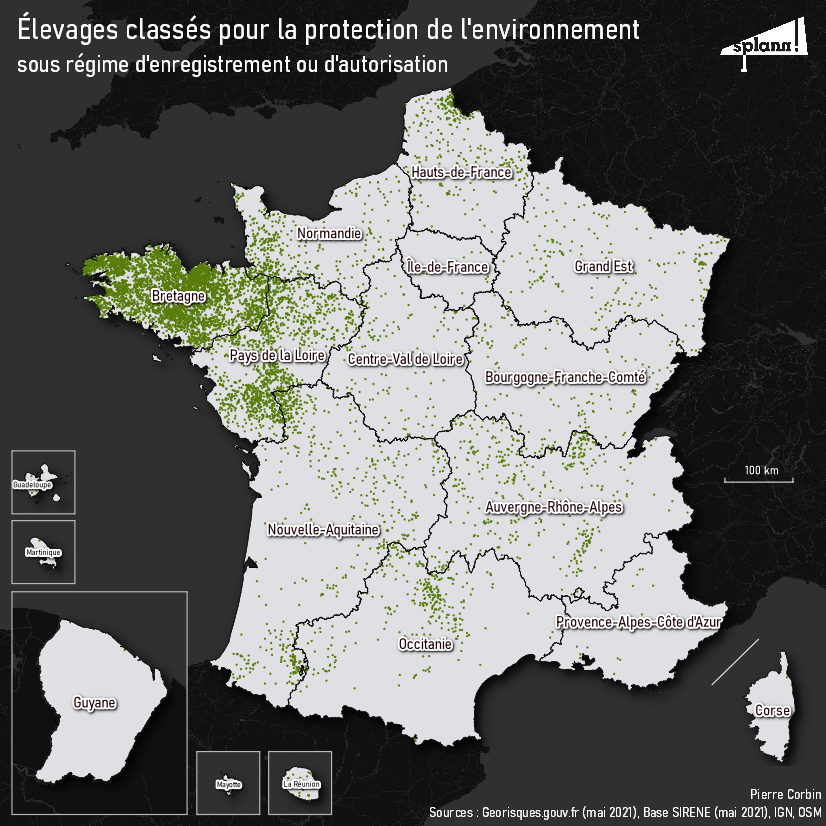 Élevages classés pour la protection de l'environnement
sous régime d'enregistrement ou d'autorisation
splann!
Hauts-de-France
Normandie
Île-de-France
Grand Est
Bretagne
Pays de la Loire
Centre-Val de Loire
Bourgogne-Franche-Comté
100 km
Guadeloupe
Auvergne-Rhône-Alpes
Nouvelle-Aquitaine
Martinique
Provence-Alpes-Côte d'Azur
Occitanie
Guyane
Corse
Mayotte
La Réunion
Pierre Corbin
Sources : Georisques.gouv.fr (mai 2021), Base SIRENE (mai 2021), IGN, OSM